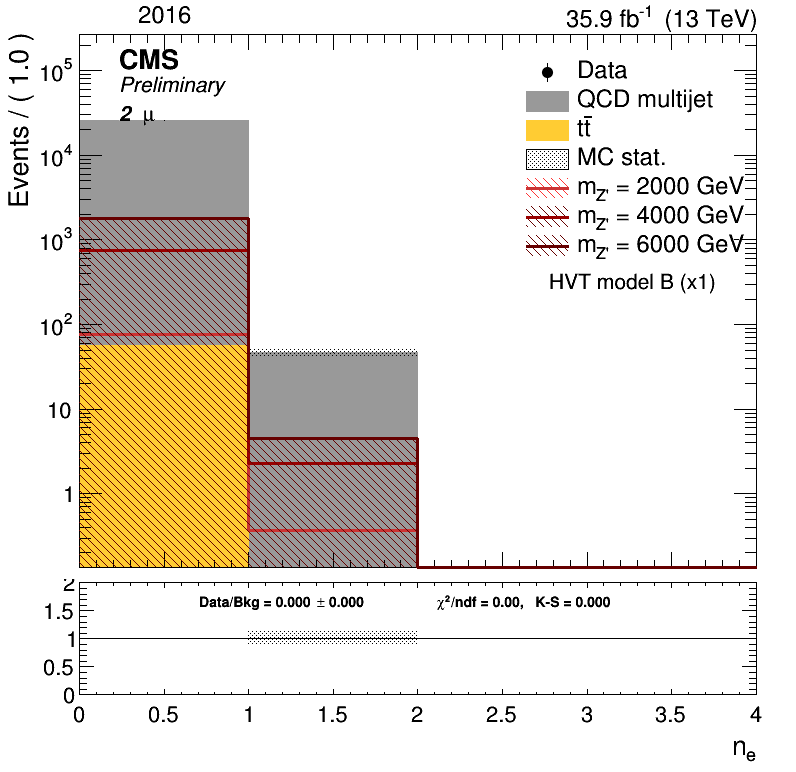 2016 35.9 fb⁻¹ (13 TeV)
CMS
Preliminary
2 μ
Data
QCD multijet
tt̄
MC stat.
m_Z' = 2000 GeV
m_Z' = 4000 GeV
m_Z' = 6000 GeV
HVT model B (x1)
Events / ( 1.0 )
10⁵
10⁴
10³
10²
10
1
Data/Bkg = 0.000 ± 0.000 χ²/ndf = 0.00, K-S = 0.000
2
1.5
1
0.5
0
0 0.5 1 1.5 2 2.5 3 3.5 4
n_e